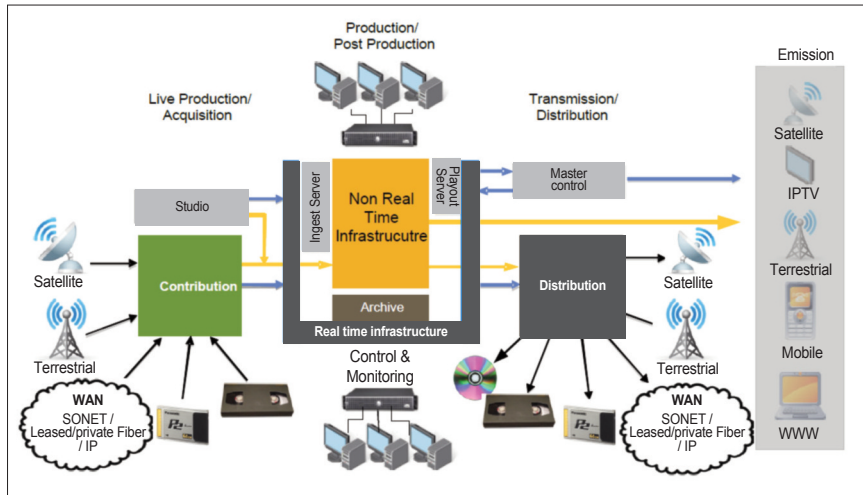 Production/
Post Production
Emission
Live Production/
Acquisition
Transmission/
Distribution
Satellite
IPTV
Terrestrial
Mobile
WWW
Studio
Ingest Server
Non Real
Time
Infrastrucutre
Playout
Server
Master
control
Satellite
Contribution
Archive
Real time infrastructure
Distribution
Satellite
Terrestrial
Control &
Monitoring
Terrestrial
WAN
SONET /
Leased/private Fiber
/ IP
P2
P2
WAN
SONET /
Leased/private Fiber
/ IP